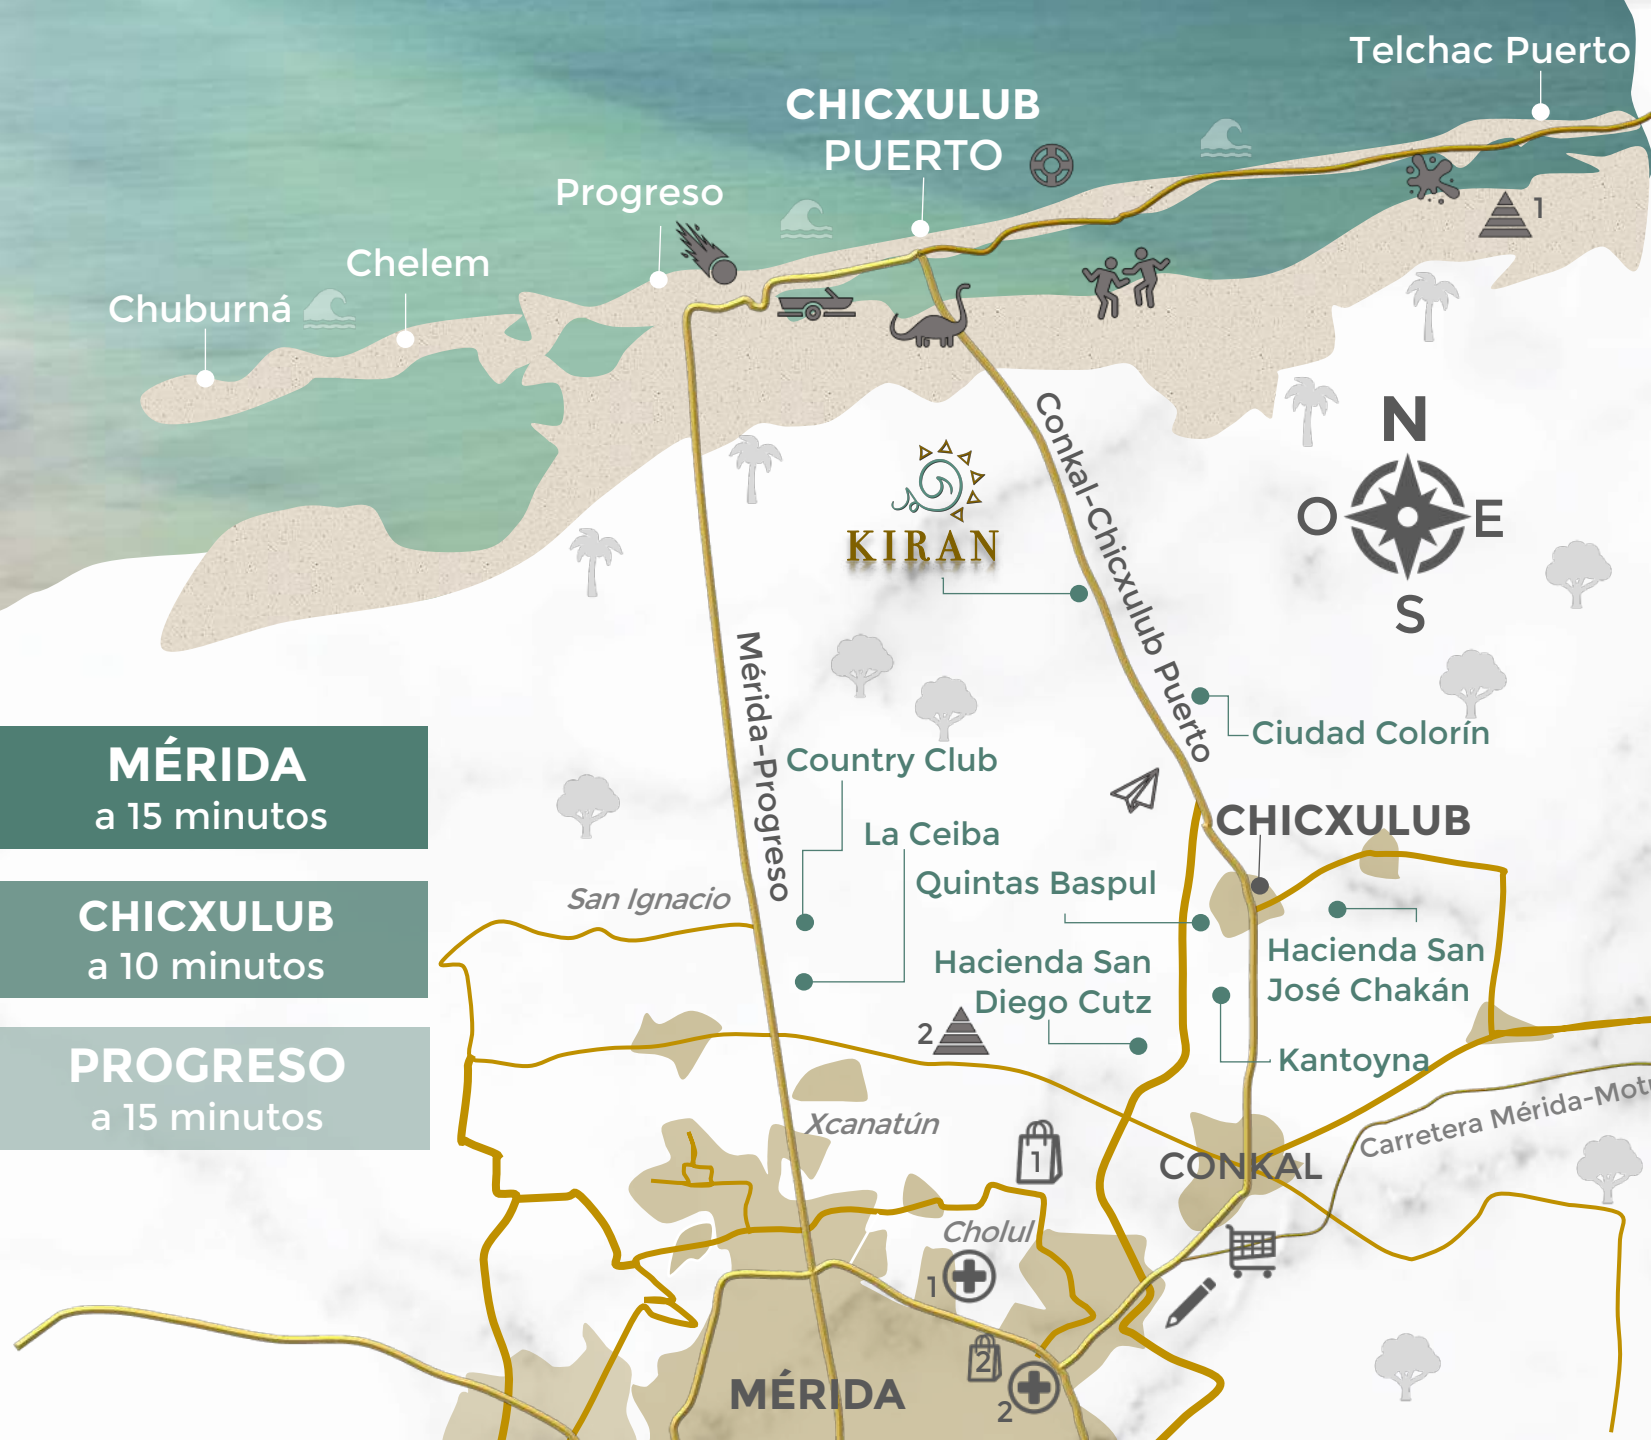 Telchac Puerto
CHICXULUB
PUERTO
Progreso
Chelem
Chuburná
1
N
O
E
S
KIRAN
Conkal-Chicxulub Puerto
Mérida-Progreso
Ciudad Colorín
MÉRIDA
a 15 minutos
Country Club
CHICXULUB
La Ceiba
Quintas Baspul
San Ignacio
CHICXULUB
a 10 minutos
Hacienda San
Diego Cutz
Hacienda San
José Chakán
2
Kantoyna
PROGRESO
a 15 minutos
Xcanatún
Carretera Mérida-Motu
1
CONKAL
Cholul
1
2
MÉRIDA
2